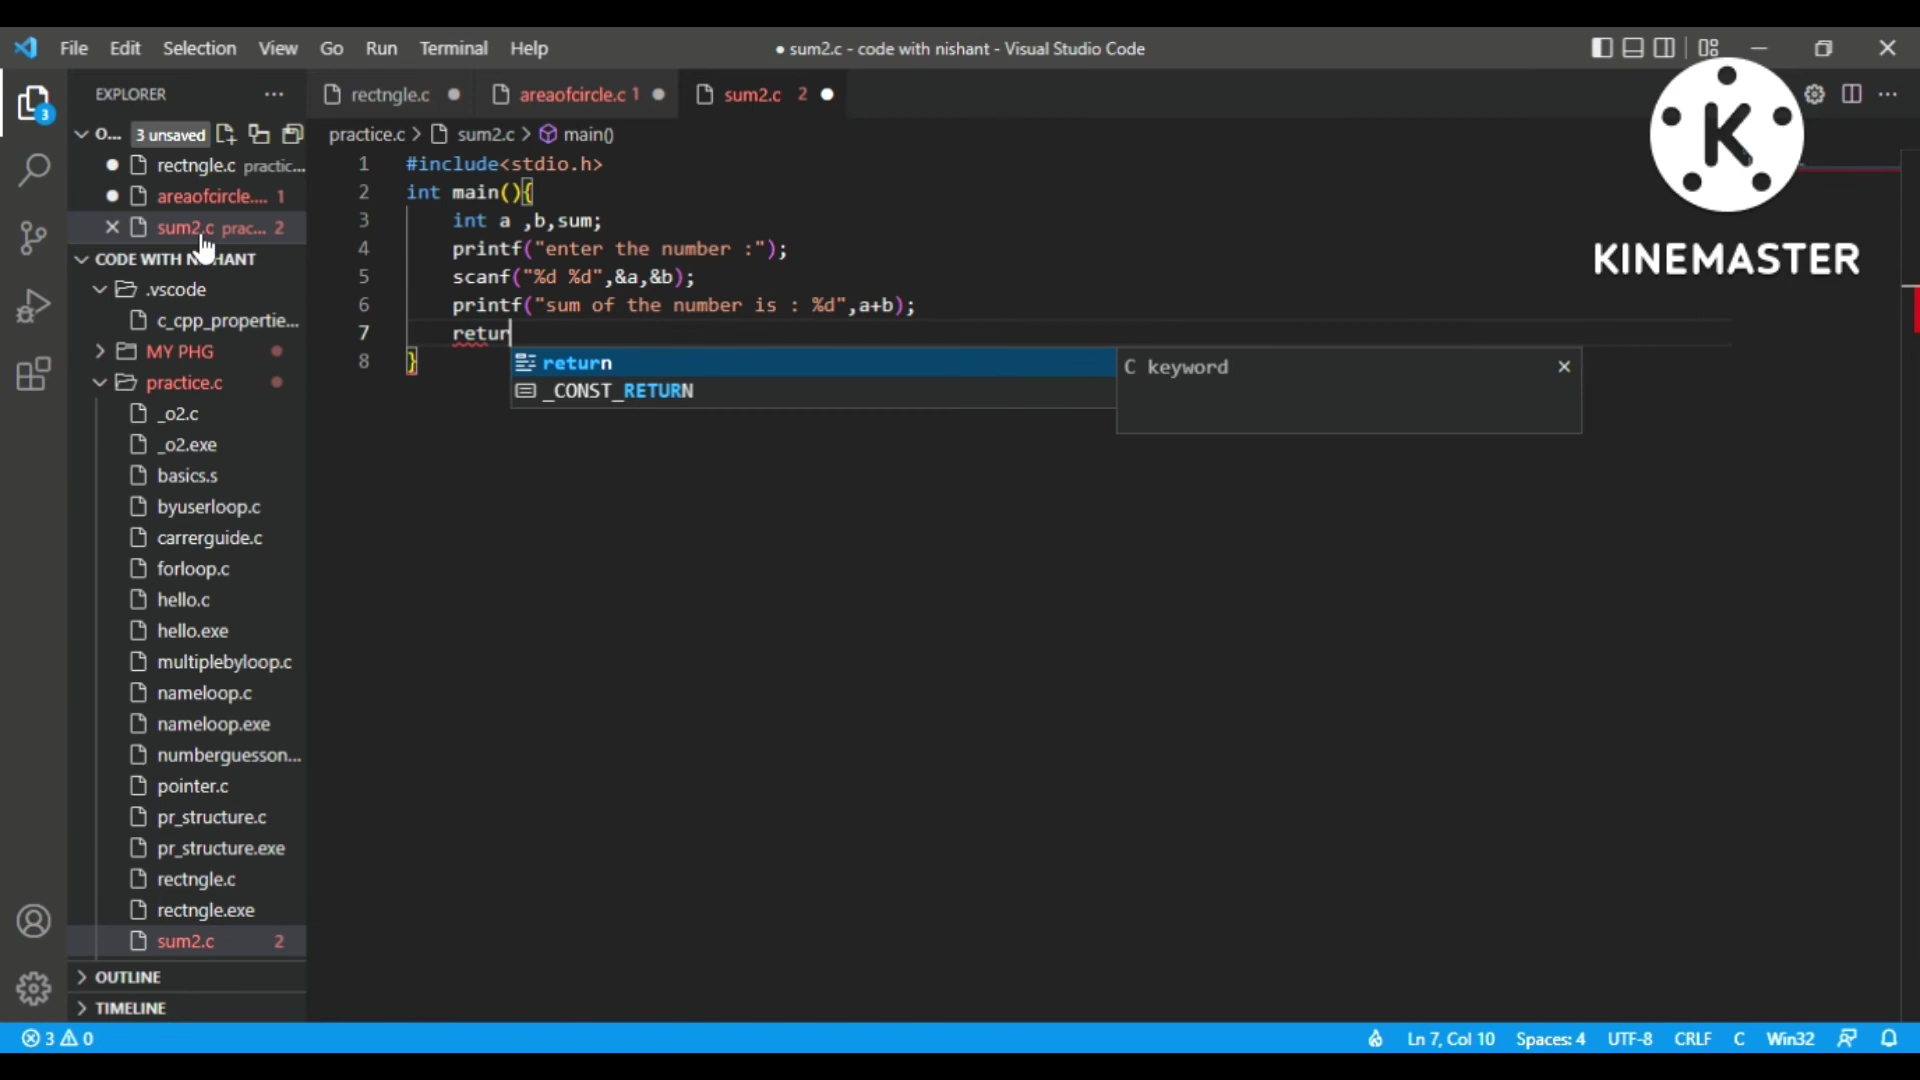 File Edit Selection View Go Run Terminal Help
● sum2.c - code with nishant - Visual Studio Code
EXPLORER ...
rectngle.c
areaofcircle.c 1
sum2.c 2
3
O... 3 unsaved
practice.c > sum2.c > main()
rectngle.c practic...
areaofcircle.... 1
sum2.c prac... 2
CODE WITH N SHANT
.vscode
c_cpp_propertie...
MY PHG
practice.c
_o2.c
_o2.exe
basics.s
byuserloop.c
carrerguide.c
forloop.c
hello.c
hello.exe
multiplebyloop.c
nameloop.c
nameloop.exe
numberguesson...
pointer.c
pr_structure.c
pr_structure.exe
rectngle.c
rectngle.exe
sum2.c 2
OUTLINE
TIMELINE
1 #include<stdio.h>
2 int main(){
3 int a ,b,sum;
4 printf("enter the number :");
5 scanf("%d %d",&a,&b);
6 printf("sum of the number is : %d",a+b);
7 retur
8 }
return
_CONST_RETURN
C keyword
K
KINEMASTER
3 0
Ln 7, Col 10 Spaces: 4 UTF-8 CRLF C Win32